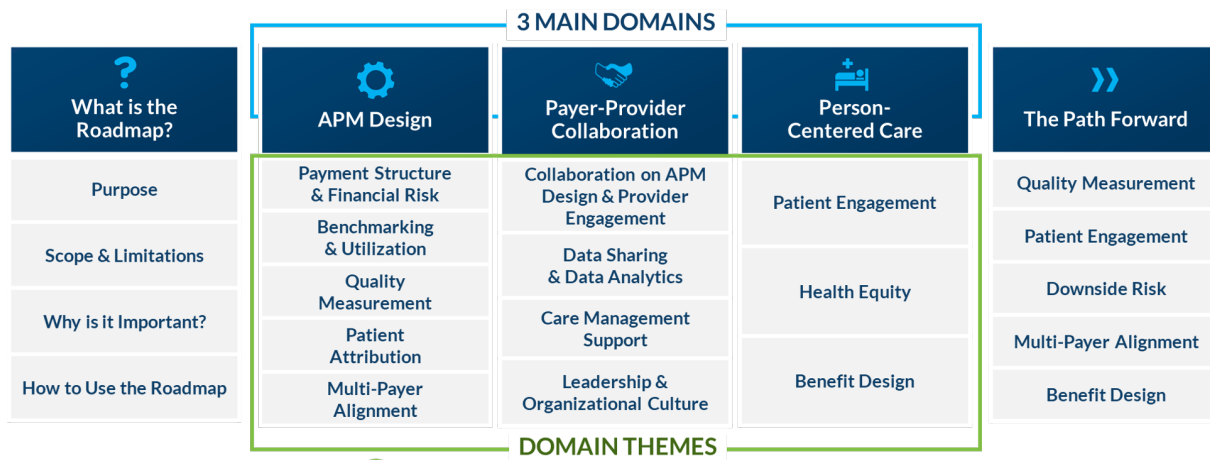 3 MAIN DOMAINS
?
What is the
Roadmap?
Purpose
Scope & Limitations
Why is it Important?
How to Use the Roadmap
APM Design
Payment Structure
& Financial Risk
Benchmarking
& Utilization
Quality
Measurement
Patient
Attribution
Multi-Payer
Alignment
Payer-Provider
Collaboration
Collaboration on APM
Design & Provider
Engagement
Data Sharing
& Data Analytics
Care Management
Support
Leadership &
Organizational Culture
Person-
Centered Care
Patient Engagement
Health Equity
Benefit Design
The Path Forward
Quality Measurement
Patient Engagement
Downside Risk
Multi-Payer Alignment
Benefit Design
DOMAIN THEMES